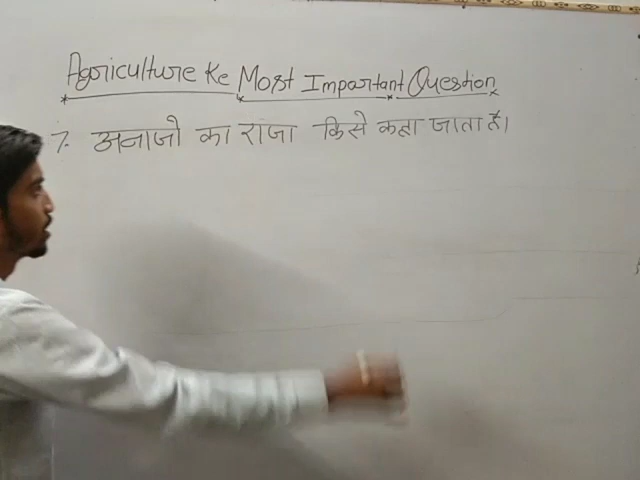 Agriculture Ke Most Important Question
7. अनाजो का राजा किसे कहा जाता है।